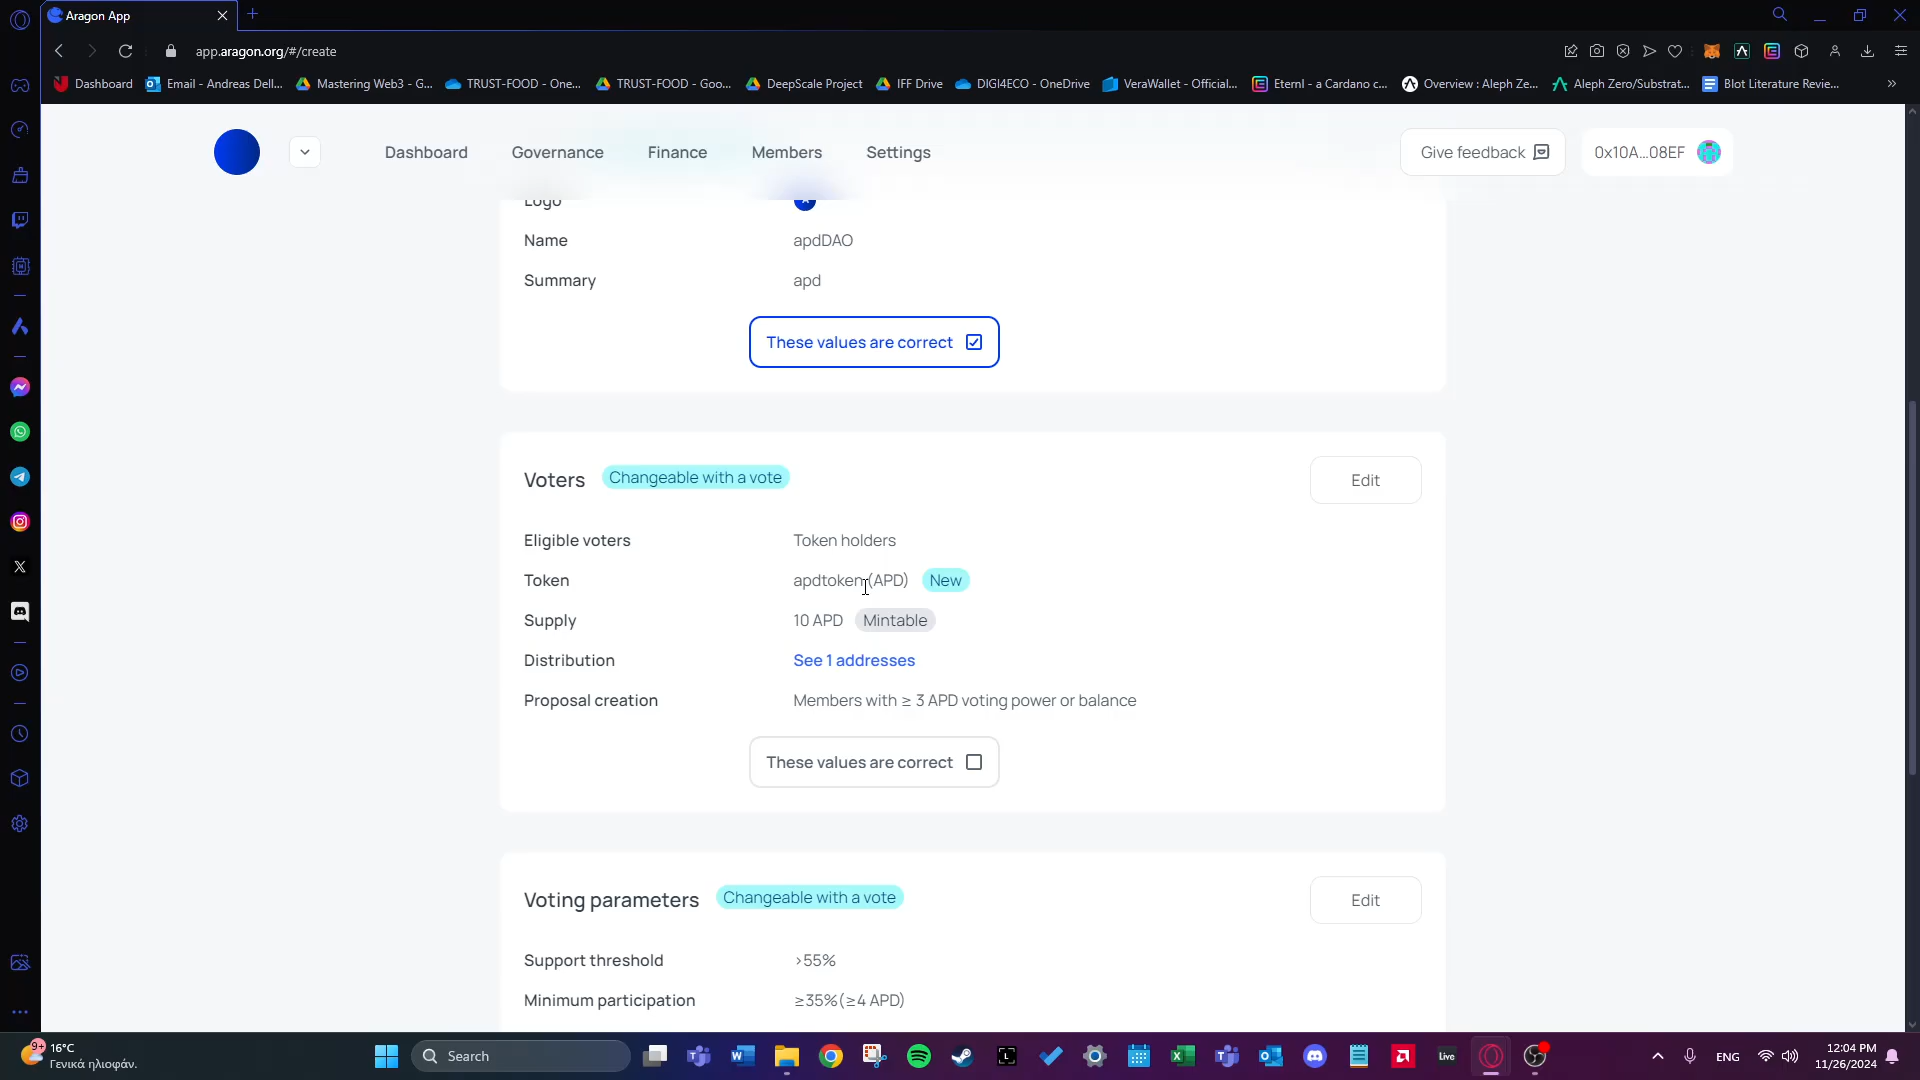 Aragon App
app.aragon.org/#/create
Dashboard
Email - Andreas Dell...
Mastering Web3 - G...
TRUST-FOOD - One...
TRUST-FOOD - Goo...
DeepScale Project
IFF Drive
DIGI4ECO - OneDrive
VeraWallet - Official...
Eternl - a Cardano c...
Overview : Aleph Ze...
Aleph Zero/Substrat...
Blot Literature Revie...
»
Dashboard
Governance
Finance
Members
Settings
Give feedback
0x10A...08EF
Logo
Name
apdDAO
Summary
apd
These values are correct
Voters
Changeable with a vote
Edit
Eligible voters
Token holders
Token
apdtoken (APD)
New
Supply
10 APD
Mintable
Distribution
See 1 addresses
Proposal creation
Members with ≥ 3 APD voting power or balance
These values are correct
Voting parameters
Changeable with a vote
Edit
Support threshold
>55%
Minimum participation
≥35%(≥4 APD)
9+
16°C
Γενικά ηλιοφάν.
Search
Live
ENG
12:04 PM
11/26/2024